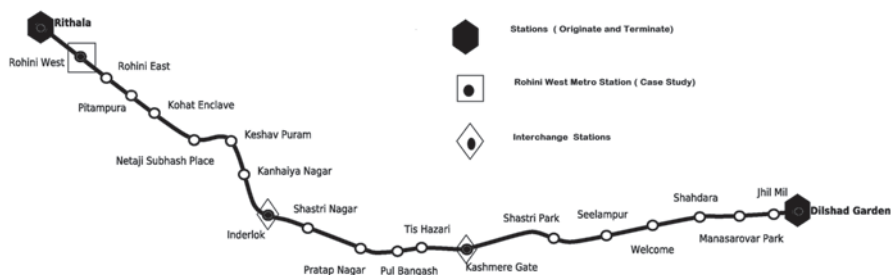 Rithala
Stations ( Originate and Terminate)
Rohini West
Rohini East
Rohini West Metro Station ( Case Study)
Pitampura
Kohat Enclave
Keshav Puram
Interchange Stations
Netaji Subhash Place
Kanhaiya Nagar
Jhil Mil
Shahdara
Shastri Nagar
Dilshad Garden
Seelampur
Shastri Park
Inderlok
Tis Hazari
Manasarovar Park
Welcome
Kashmere Gate
Pratap Nagar
Pul Bangash